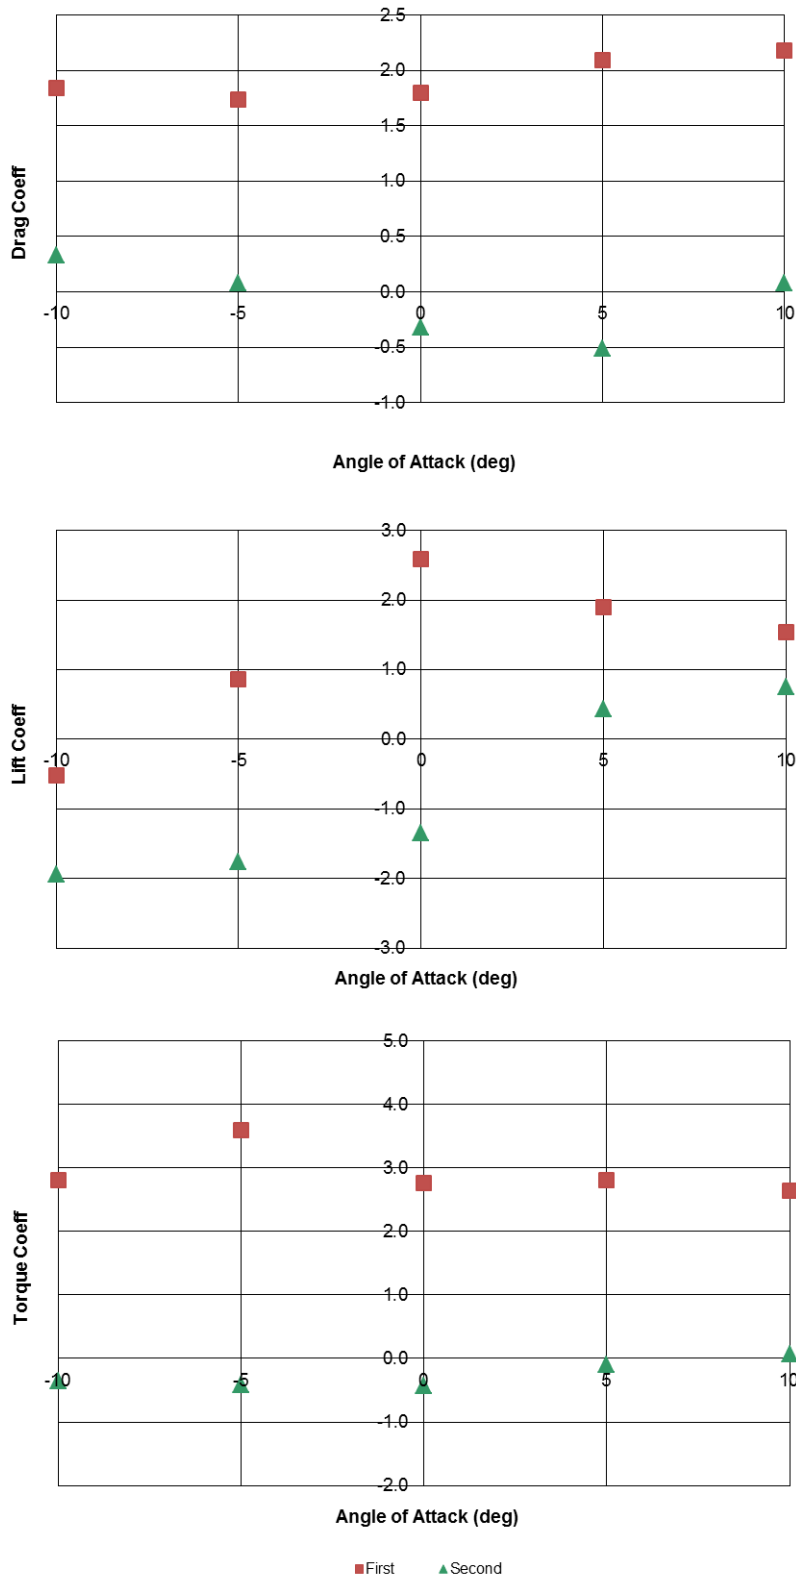 2.5
2.0
1.5
1.0
0.5
0.0
-10 -5 0 5 10
-0.5
-1.0
Drag Coeff
Angle of Attack (deg)
3.0
2.0
1.0
0.0
-10 -5 0 5 10
-1.0
-2.0
-3.0
Lift Coeff
Angle of Attack (deg)
5.0
4.0
3.0
2.0
1.0
0.0
-10 -5 0 5 10
-1.0
-2.0
Torque Coeff
Angle of Attack (deg)
First Second